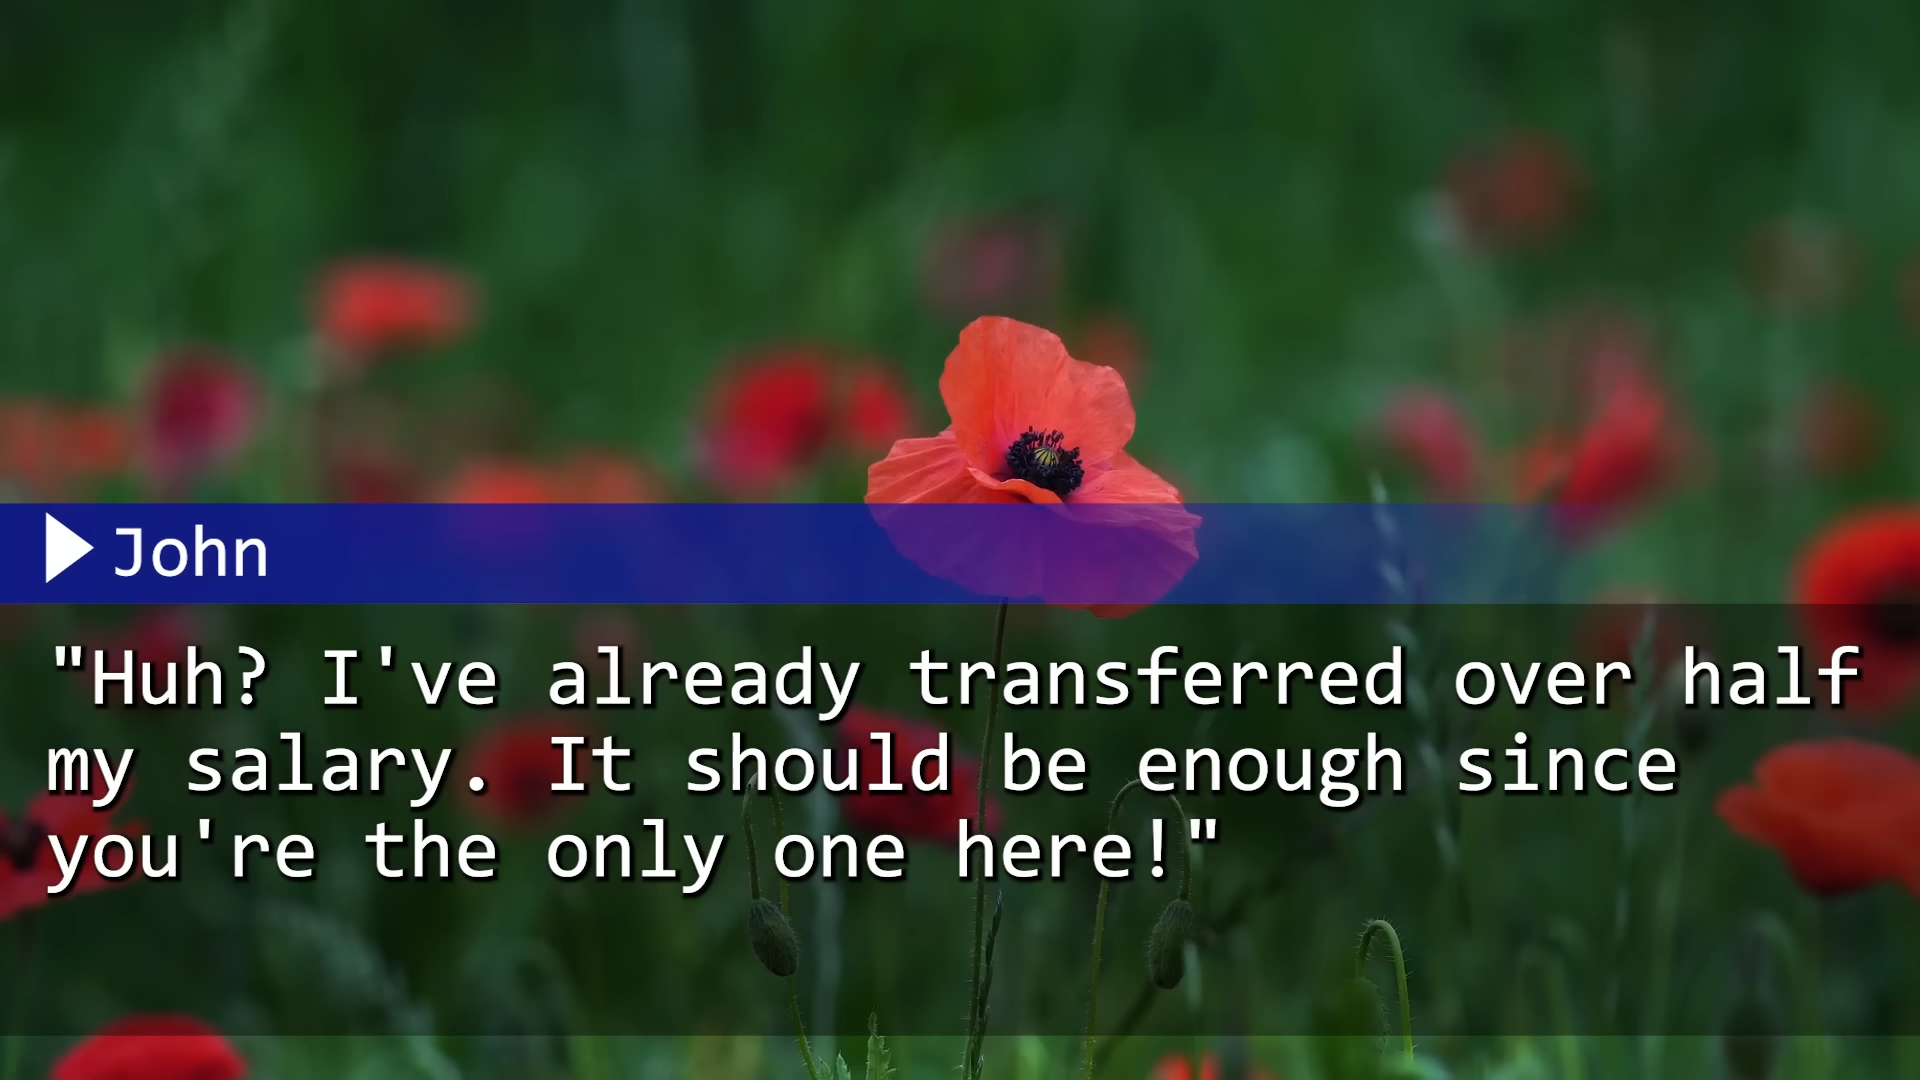 John
"Huh? I've already transferred over half
my salary. It should be enough since
you're the only one here!"